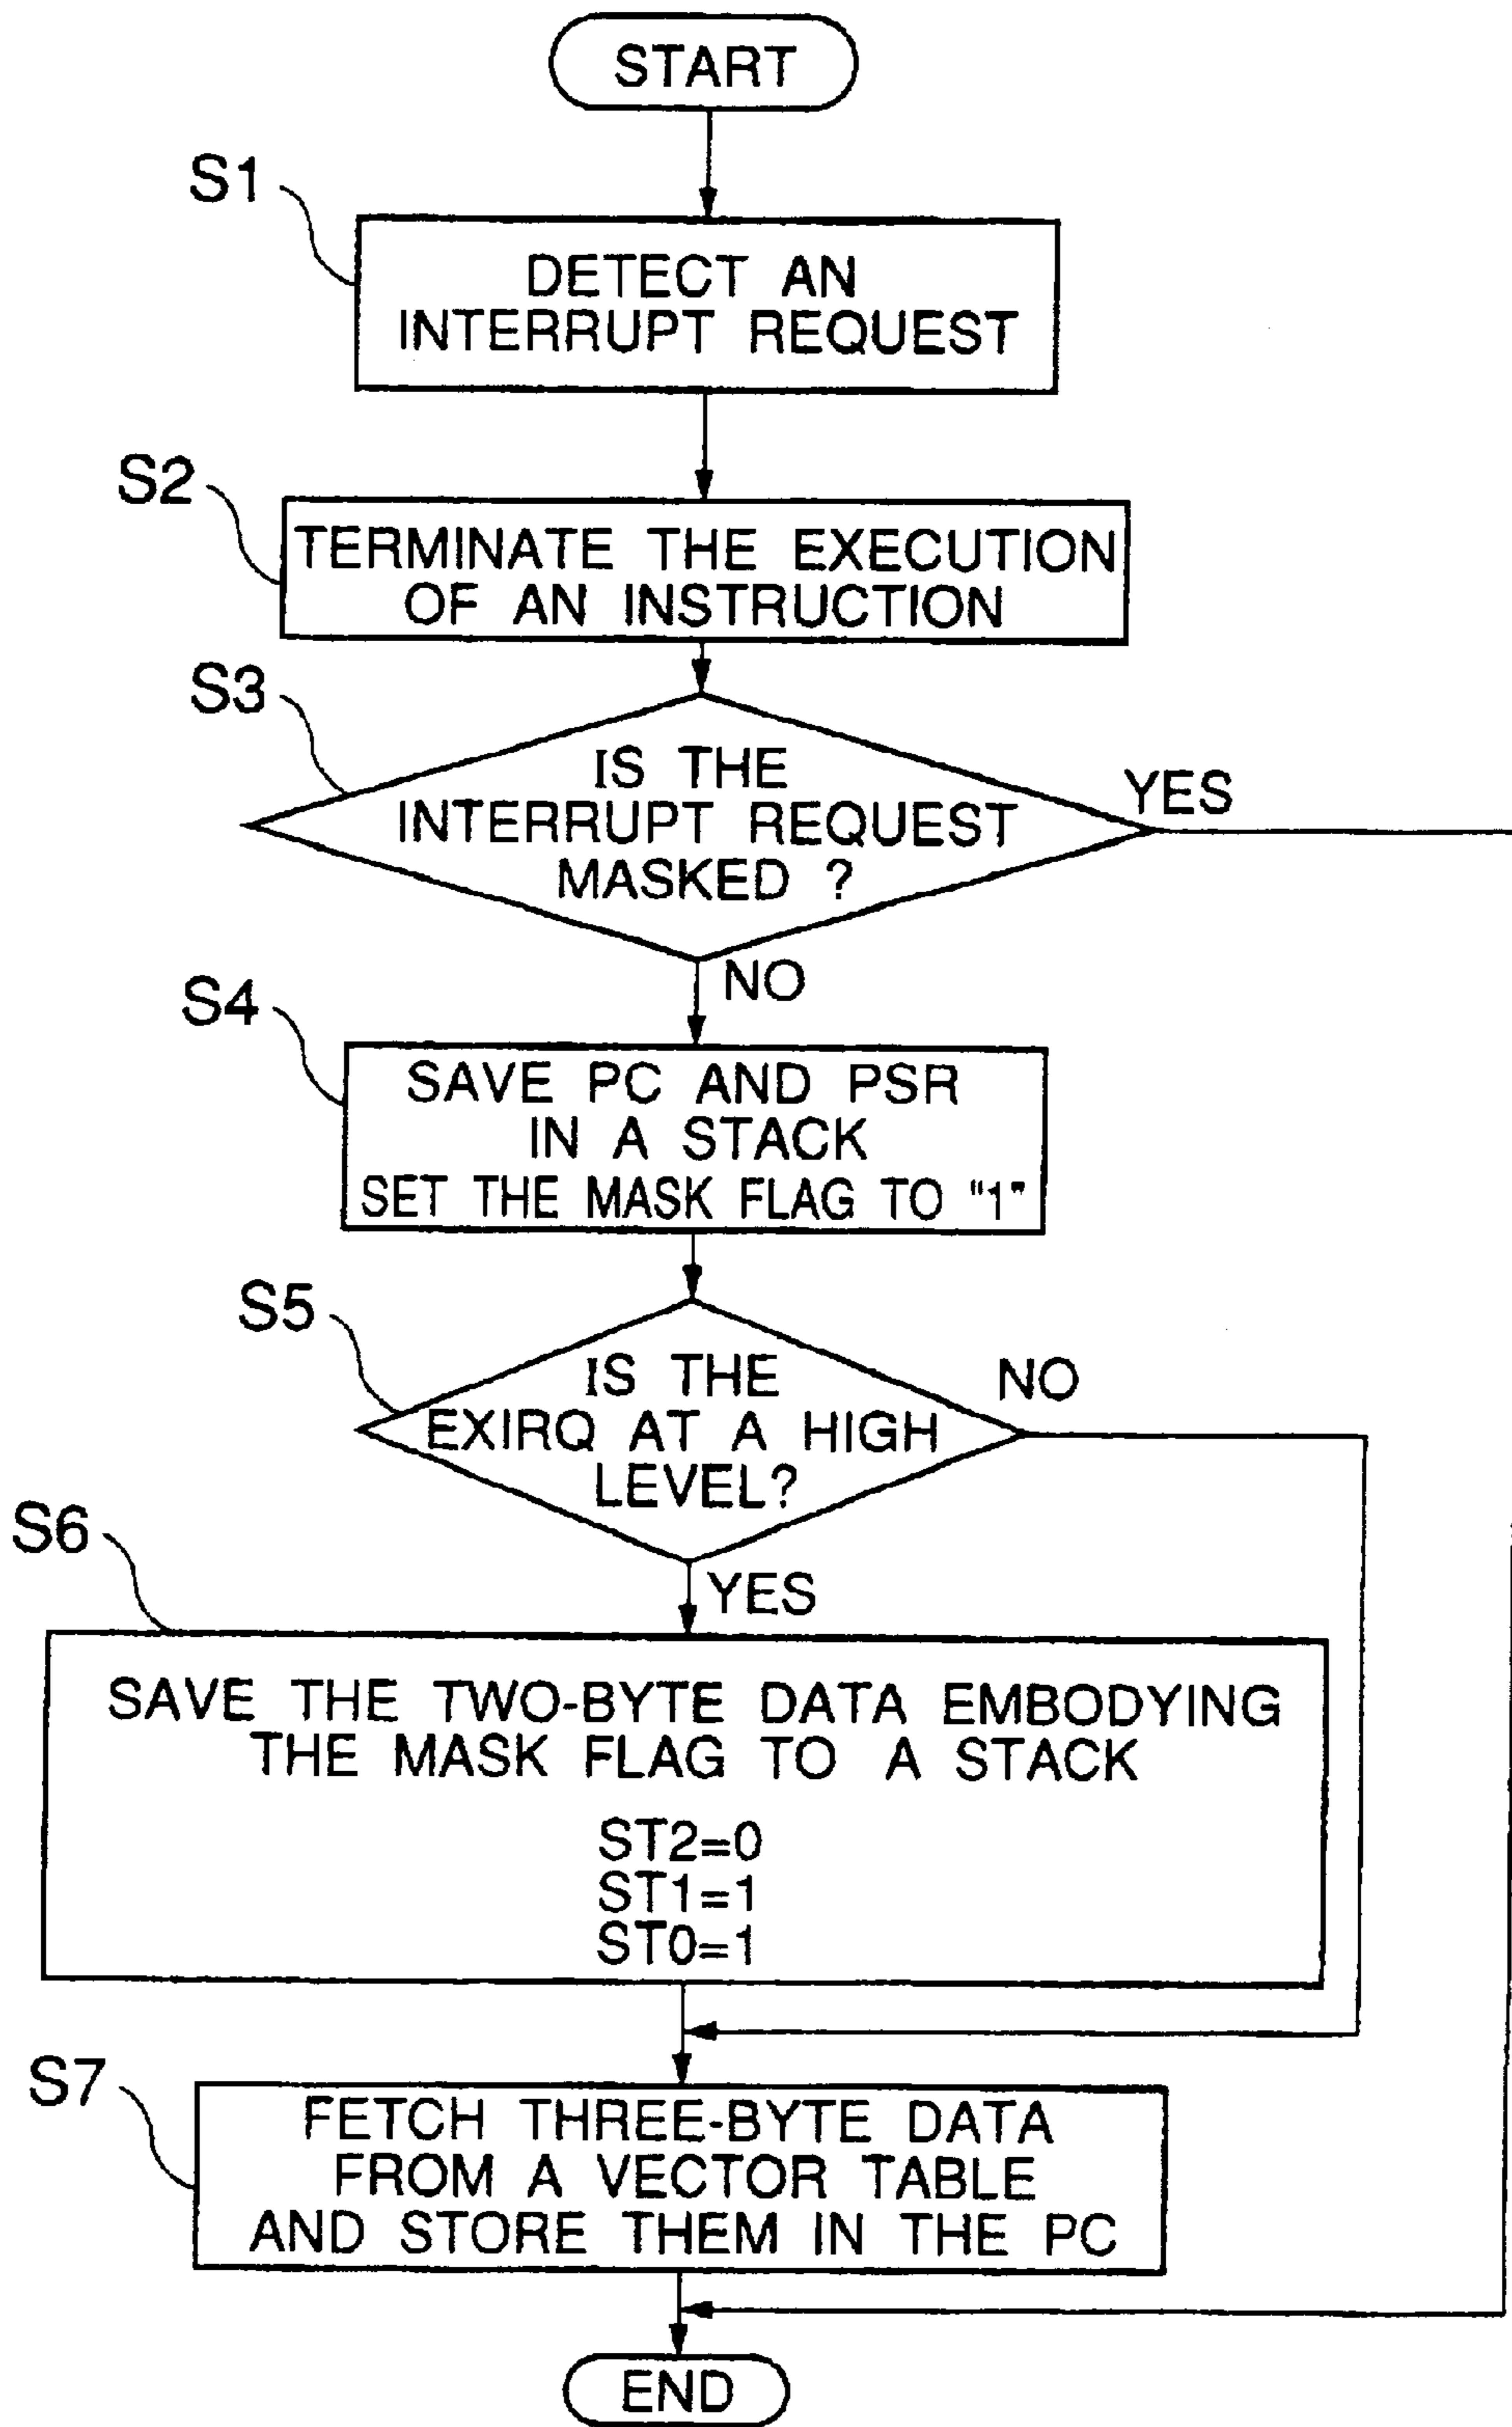 START
S1
DETECT AN
INTERRUPT REQUEST
S2
TERMINATE THE EXECUTION
OF AN INSTRUCTION
S3
IS THE
INTERRUPT REQUEST
MASKED ?
YES
NO
S4
SAVE PC AND PSR
IN A STACK
SET THE MASK FLAG TO “1”
S5
IS THE
EXIRQ AT A HIGH
LEVEL?
NO
YES
S6
SAVE THE TWO-BYTE DATA EMBODYING
THE MASK FLAG TO A STACK
ST2=0
ST1=1
ST0=1
S7
FETCH THREE-BYTE DATA
FROM A VECTOR TABLE
AND STORE THEM IN THE PC
END